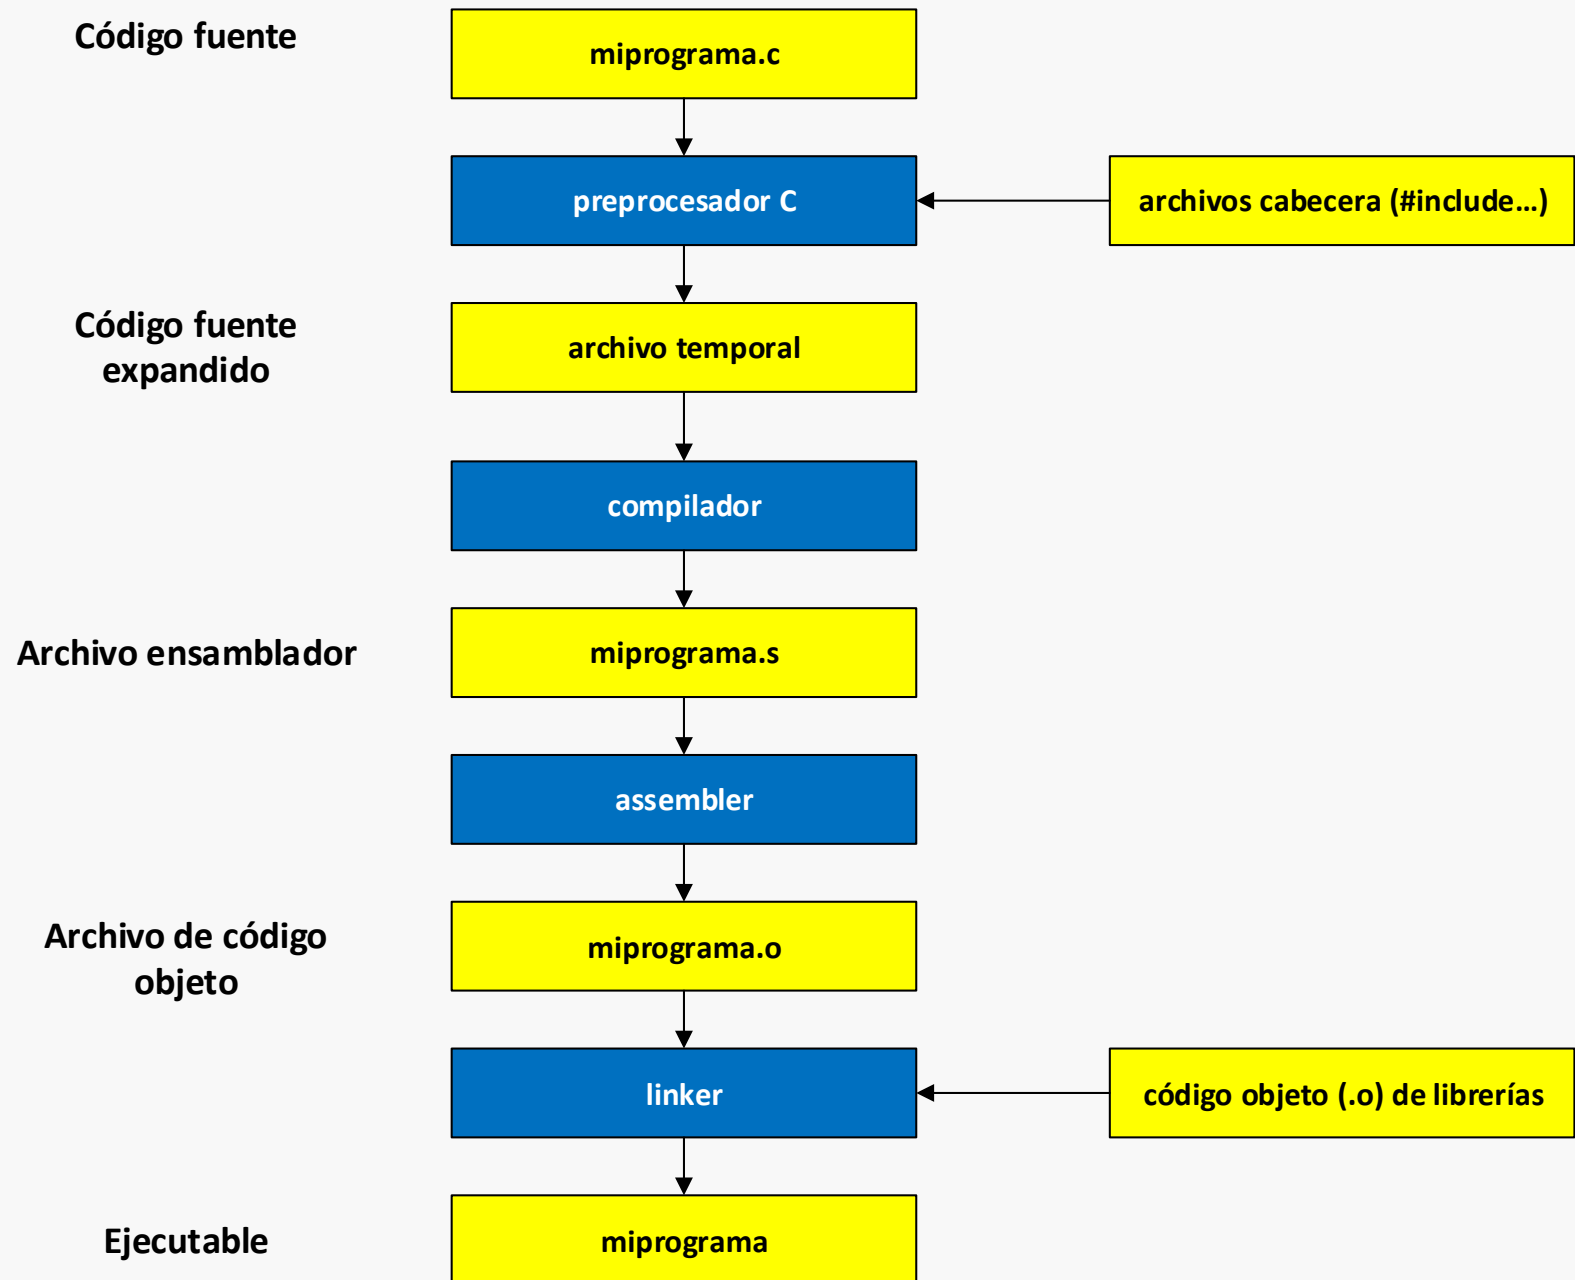 Código fuente
miprograma.c
preprocesador C
archivos cabecera (#include…)
Código fuente
expandido
archivo temporal
compilador
Archivo ensamblador
miprograma.s
assembler
Archivo de código
objeto
miprograma.o
linker
código objeto (.o) de librerías
Ejecutable
miprograma